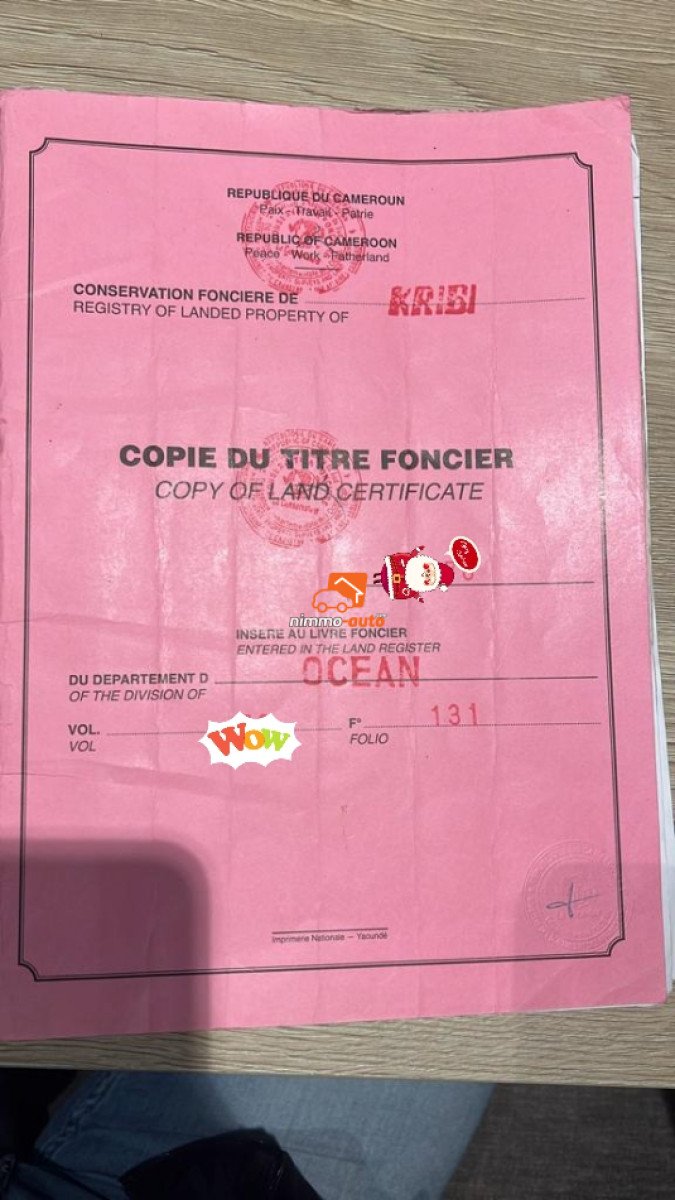 REPUBLIQUE DU CAMEROUN
Paix - Travail - Patrie
REPUBLIC OF CAMEROON
Peace - Work - Fatherland
CONSERVATION FONCIERE DE KRIBI
REGISTRY OF LANDED PROPERTY OF
COPIE DU TITRE FONCIER
COPY OF LAND CERTIFICATE
nimmo-auto
INSERE AU LIVRE FONCIER
ENTERED IN THE LAND REGISTER
DU DEPARTEMENT D OCEAN
OF THE DIVISION OF
VOL. WOW F° 131
VOL FOLIO
Imprimerie Nationale — Yaoundé